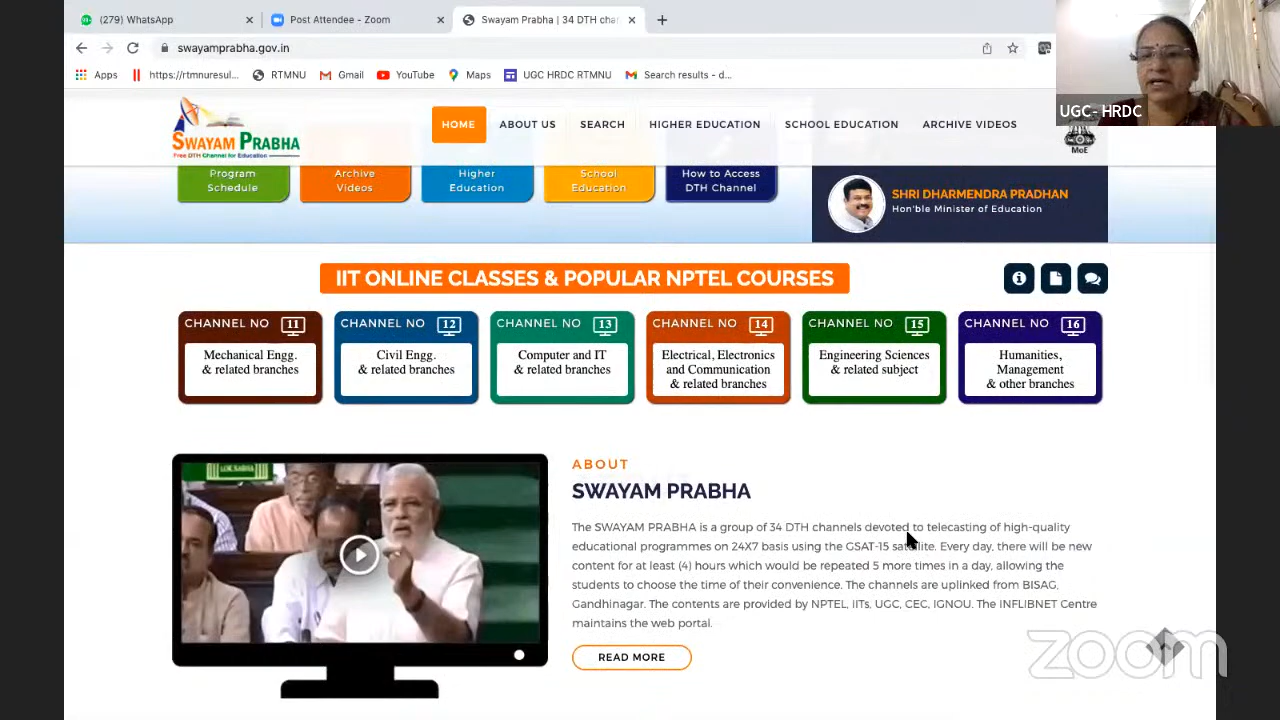 (279) WhatsApp
Post Attendee - Zoom
Swayam Prabha | 34 DTH cha
swayamprabha.gov.in
Apps
https://rtmnuresul...
RTMNU
Gmail
YouTube
Maps
UGC HRDC RTMNU
Search results - d...
UGC- HRDC
SWAYAM PRABHA
Free DTH Channel for Education
HOME
ABOUT US
SEARCH
HIGHER EDUCATION
SCHOOL EDUCATION
ARCHIVE VIDEOS
MoE
Program
Schedule
Archive
Videos
Higher
Education
School
Education
How to Access
DTH Channel
SHRI DHARMENDRA PRADHAN
Hon'ble Minister of Education
IIT ONLINE CLASSES & POPULAR NPTEL COURSES
CHANNEL NO 11
Mechanical Engg.
& related branches
CHANNEL NO 12
Civil Engg.
& related branches
CHANNEL NO 13
Computer and IT
& related branches
CHANNEL NO 14
Electrical, Electronics
and Communication
& related branches
CHANNEL NO 15
Engineering Sciences
& related subject
CHANNEL NO 16
Humanities,
Management
& other branches
LOK SABHA
ABOUT
SWAYAM PRABHA
The SWAYAM PRABHA is a group of 34 DTH channels devoted to telecasting of high-quality
educational programmes on 24X7 basis using the GSAT-15 satellite. Every day, there will be new
content for at least (4) hours which would be repeated 5 more times in a day, allowing the
students to choose the time of their convenience. The channels are uplinked from BISAG,
Gandhinagar. The contents are provided by NPTEL, IITs, UGC, CEC, IGNOU. The INFLIBNET Centre
maintains the web portal.
READ MORE
zoom